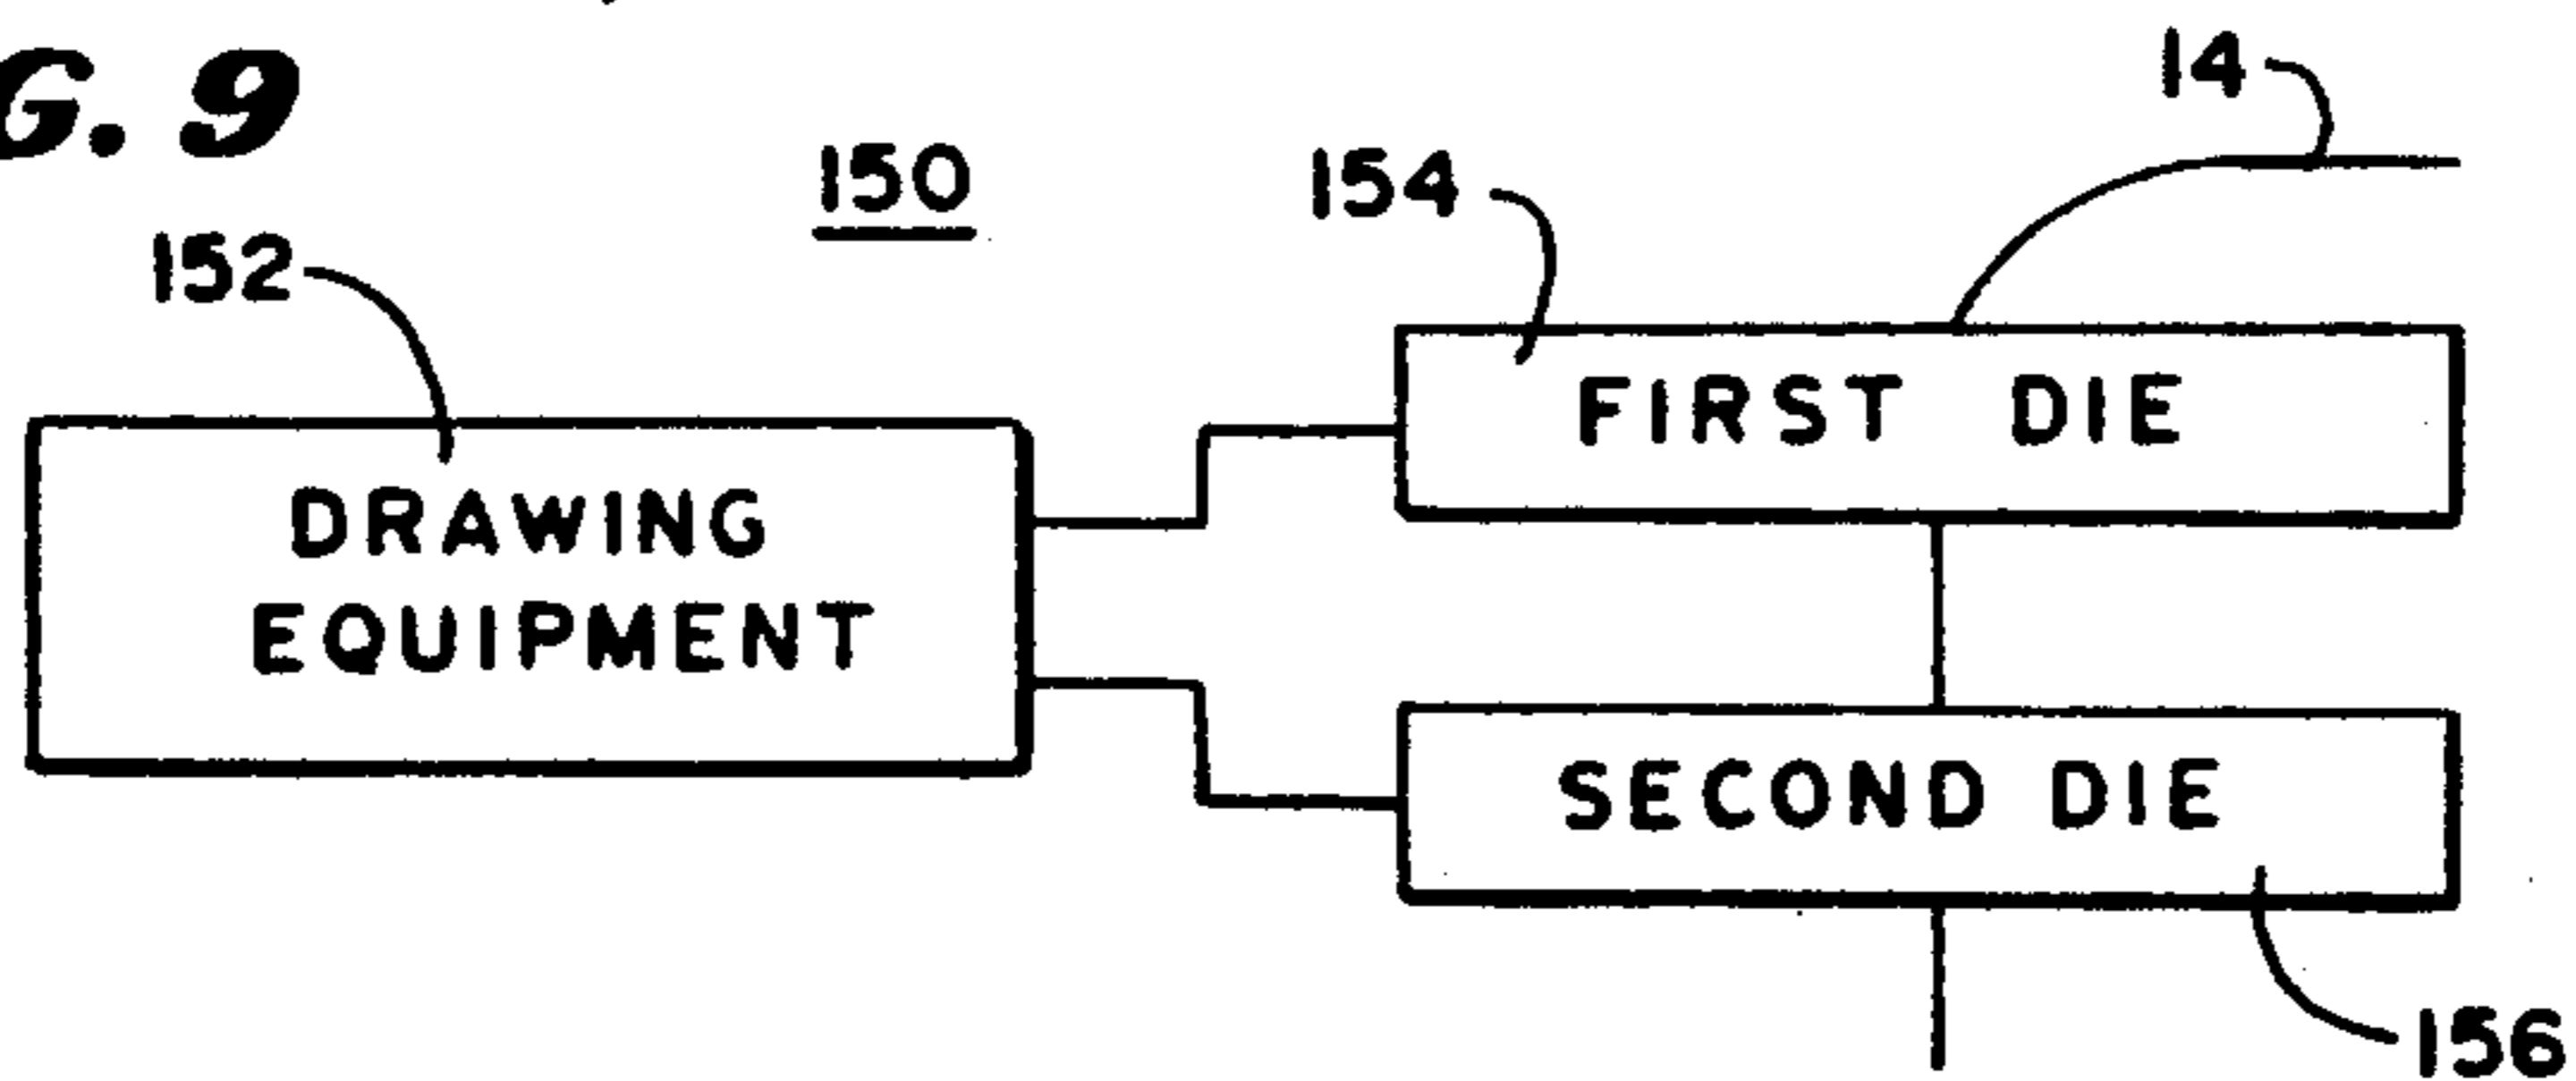 G. 9
14
150
154
152
FIRST DIE
DRAWING
EQUIPMENT
SECOND DIE
156